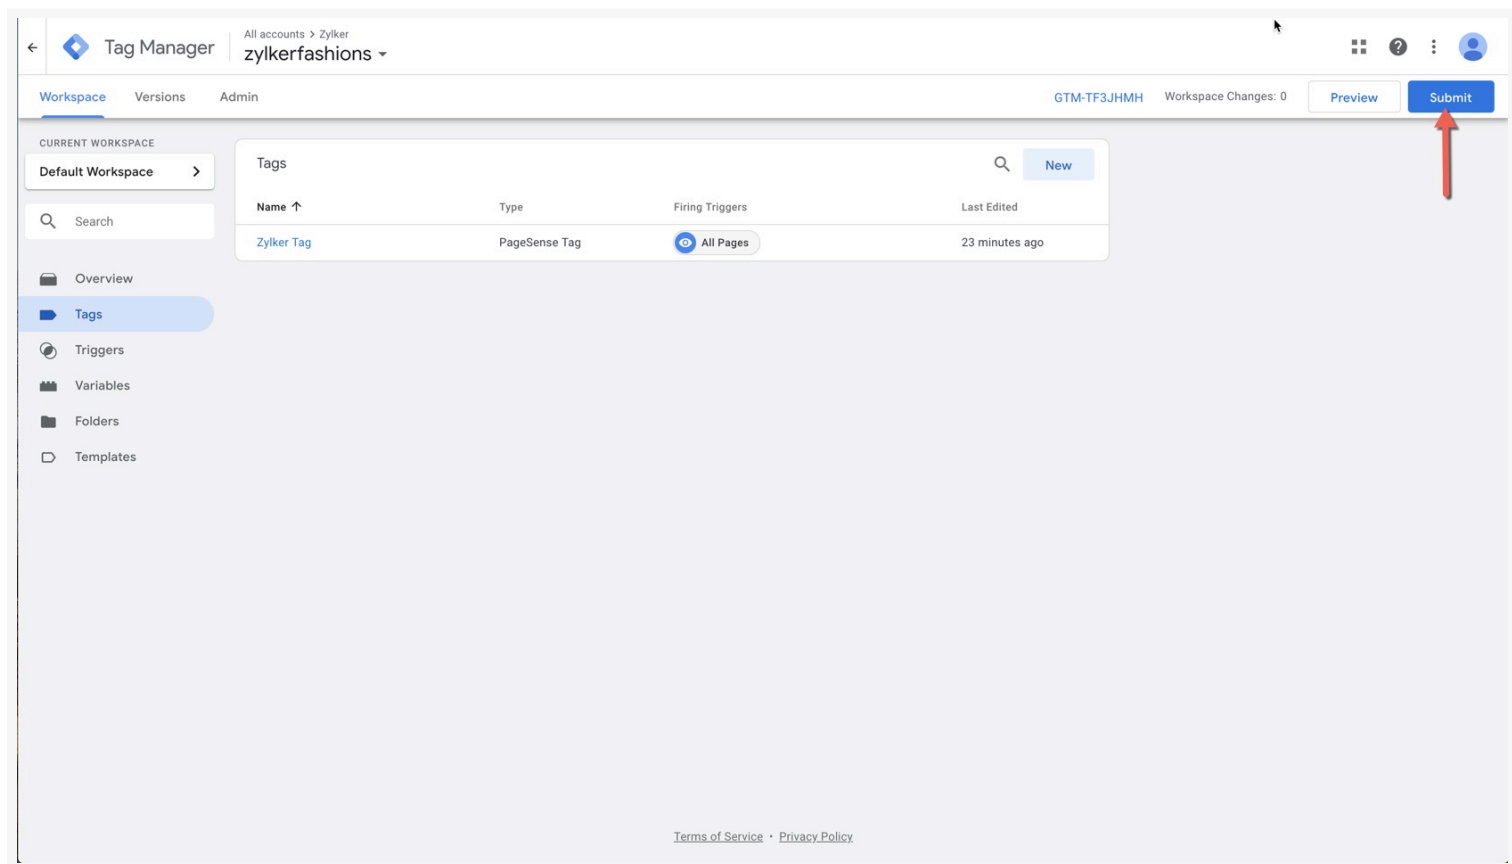 All accounts > Zylker
Tag Manager
zylkerfashions
Workspace Versions Admin
GTM-TF3JHMH Workspace Changes: 0 Preview Submit
CURRENT WORKSPACE
Default Workspace
Search
Overview
Tags
Triggers
Variables
Folders
Templates
Tags New
Name Type Firing Triggers Last Edited
Zylker Tag PageSense Tag All Pages 23 minutes ago
Terms of Service • Privacy Policy